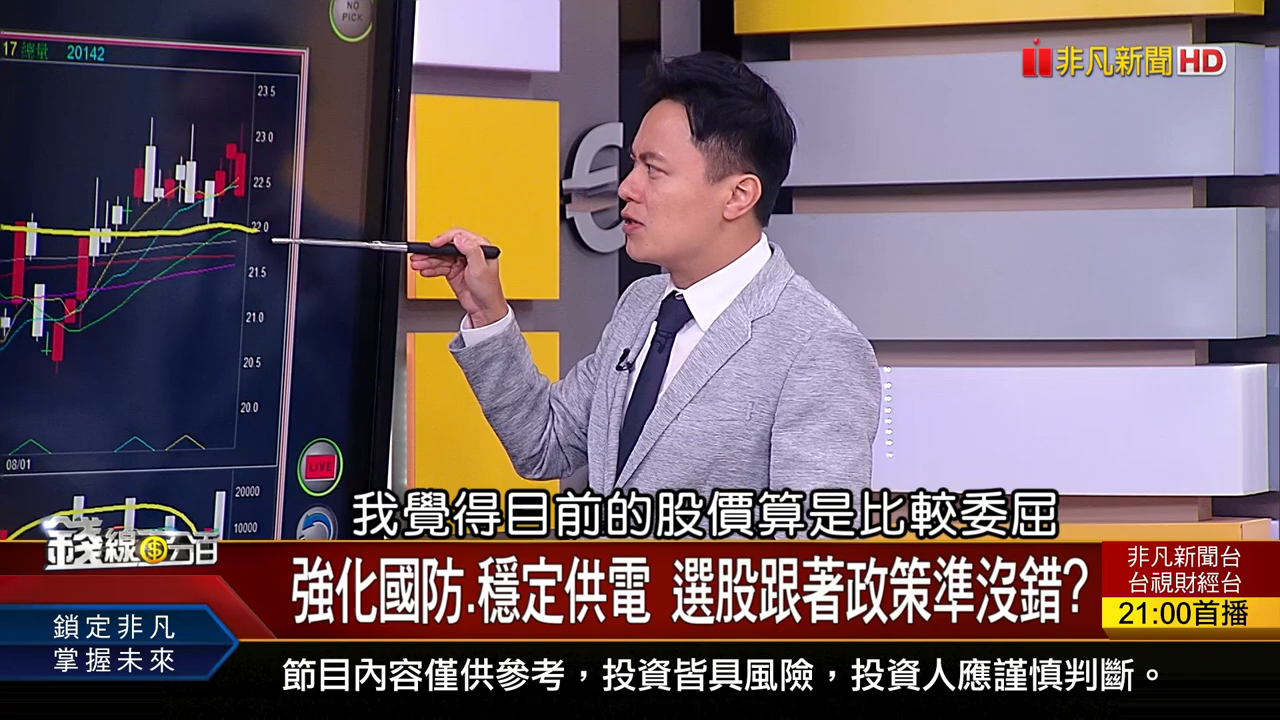 NO
PICK
17 總量 20142
23.5
23.0
22.5
22.0
21.5
21.0
20.5
20.0
08/01
20000
10000
LIVE
非凡新聞 HD
我覺得目前的股價算是比較委屈
錢線百分百
強化國防.穩定供電 選股跟著政策準沒錯?
非凡新聞台
台視財經台
21:00首播
鎖定非凡
掌握未來
節目內容僅供參考，投資皆具風險，投資人應謹慎判斷。